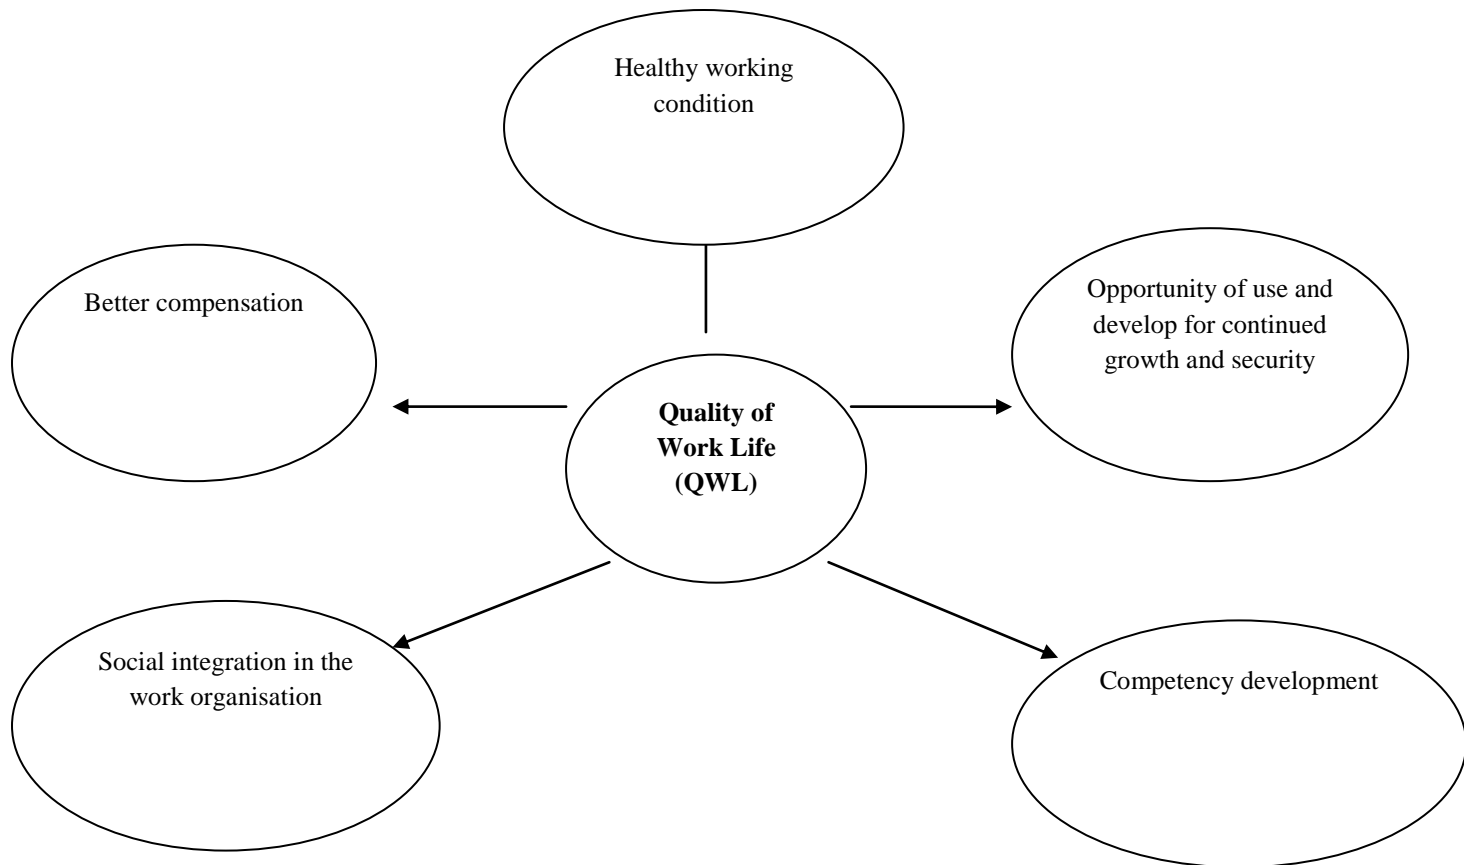 Healthy working
condition
Better compensation
Opportunity of use and
develop for continued
growth and security
Quality of
Work Life
(QWL)
Social integration in the
work organisation
Competency development